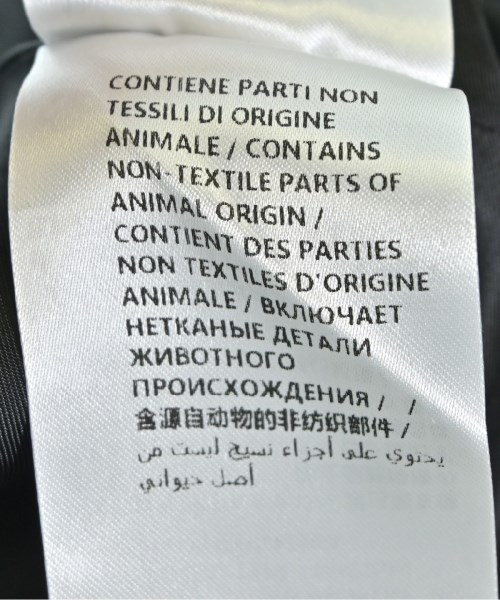 CONTIENE PARTI NON
TESSILI DI ORIGINE
ANIMALE / CONTAINS
NON-TEXTILE PARTS OF
ANIMAL ORIGIN /
CONTIENT DES PARTIES
NON TEXTILES D'ORIGINE
ANIMALE / ВКЛЮЧАЕТ
НЕТКАНЫЕ ДЕТАЛИ
ЖИВОТНОГО
ПРОИСХОЖДЕНИЯ / /
含源自动物的非纺织部件 /
يحتوي على أجزاء نسيج ليست من
أصل حيواني